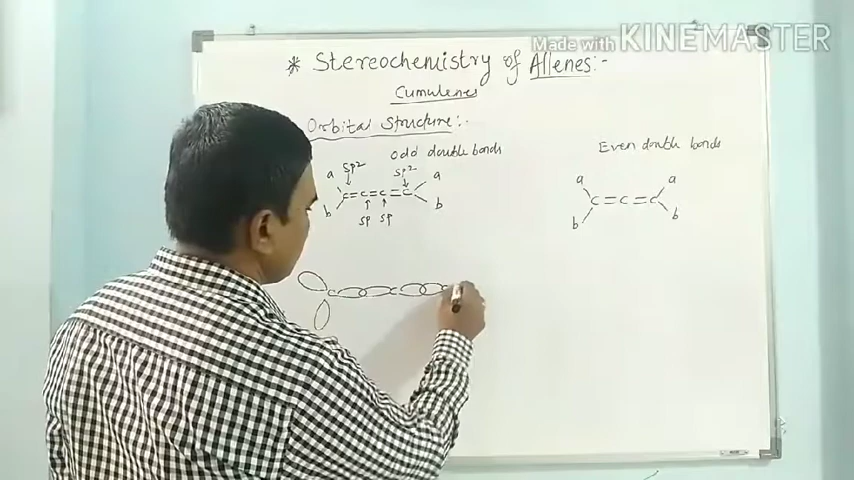 Made with KINEMASTER
* Stereochemistry of Allenes:-
Cumulenes
Orbital Structure:-
odd double bonds
Even double bonds
a sp2 sp2 a
C=C=C=C
b sp sp b
a a
C=C=C
b b
C C